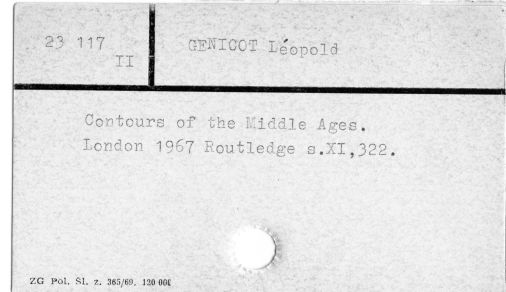 23 117
II
GENICOT Léopold
Contours of the Middle Ages.
London 1967 Routledge s.XI,322.
ZG Pol. Śl. z. 365/69. 120 000